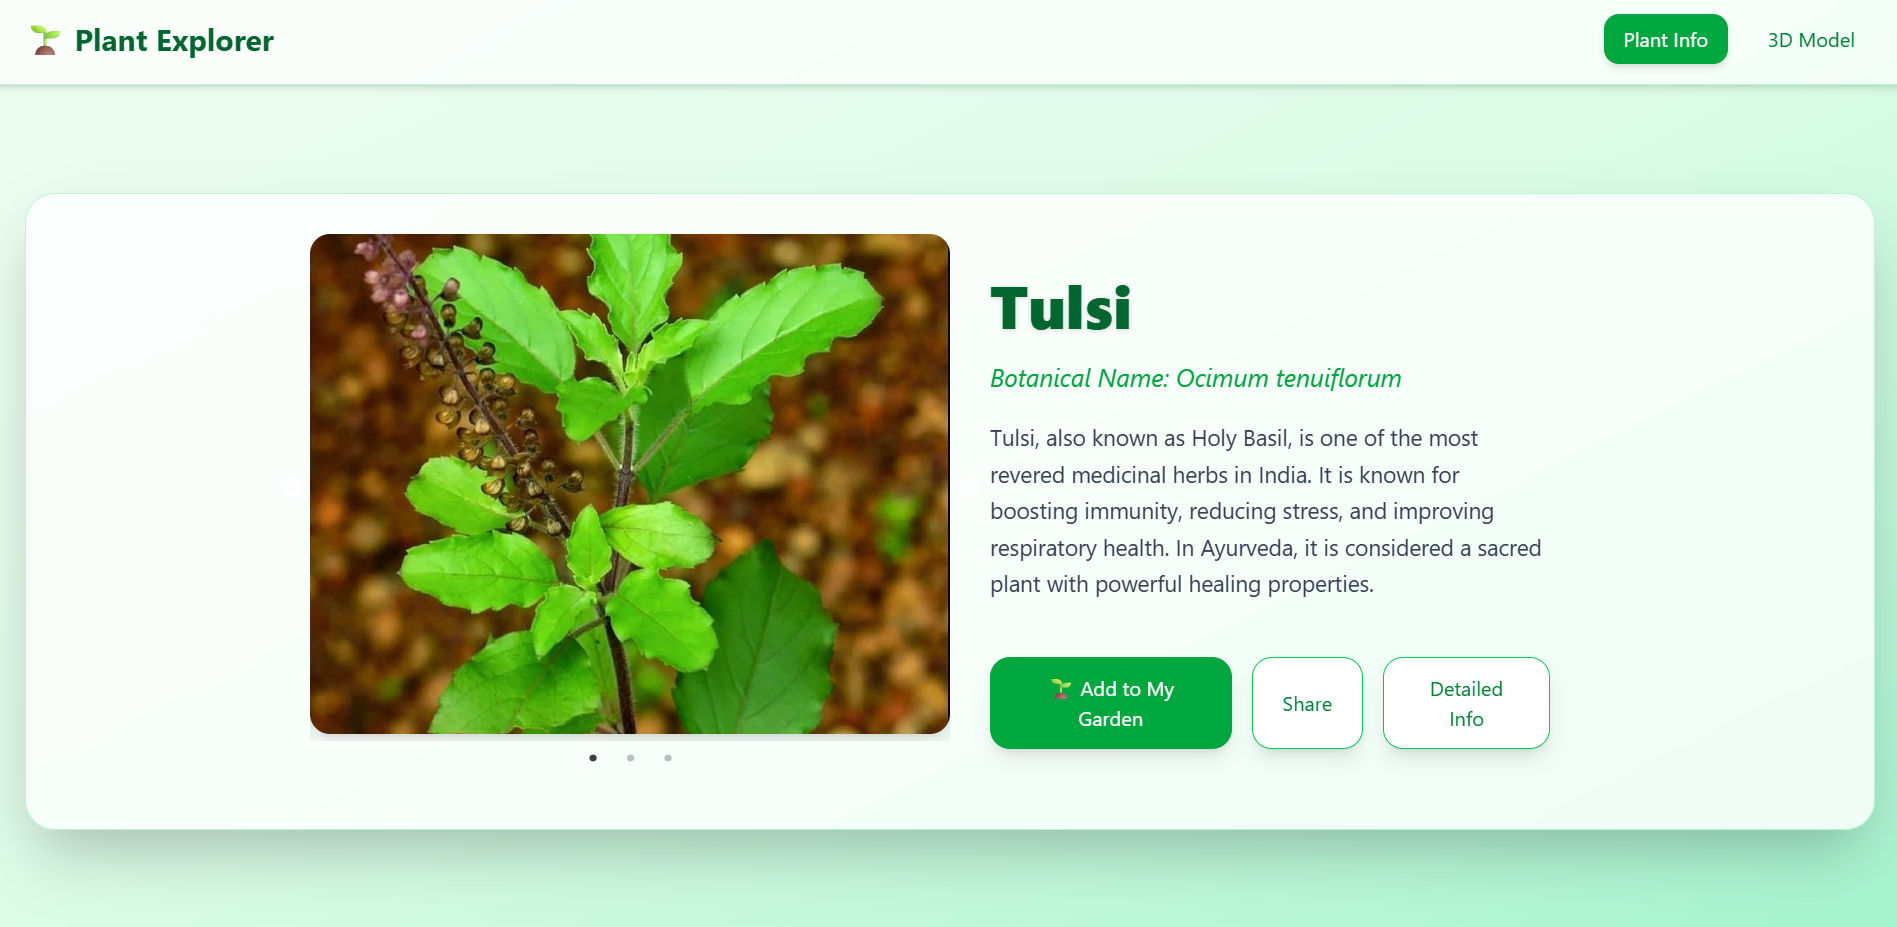 Plant Explorer
Plant Info
3D Model
Tulsi
Botanical Name: Ocimum tenuiflorum
Tulsi, also known as Holy Basil, is one of the most
revered medicinal herbs in India. It is known for
boosting immunity, reducing stress, and improving
respiratory health. In Ayurveda, it is considered a sacred
plant with powerful healing properties.
Add to My
Garden
Share
Detailed
Info